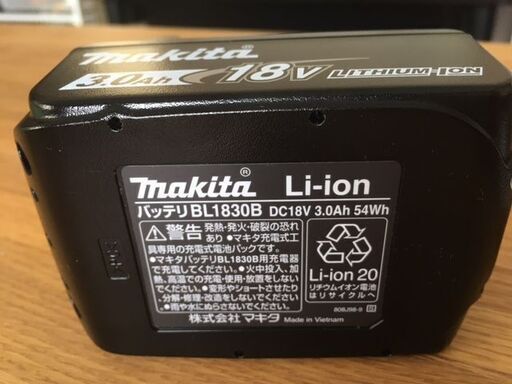 makita®
3.0Ah 18V LITHIUM-ION
makita® Li-ion
バッテリBL1830B DC18V 3.0Ah 54Wh
警告 発熱・発火・破裂の恐れ
あり ●マキタ充電式工
具専用の充電式電池パックです。
●マキタバッテリBL1830B用充電器
で充電してください。●火中投入、加
熱、高温での充電・使用・放置をしない
でください。●変形やショートさせたり
分解・修理・改造をしないでください。
●雨や水にぬらさないでください。
Li-ion 20
リチウムイオン電池
はリサイクルへ
株式会社マキタ Made in Vietnam